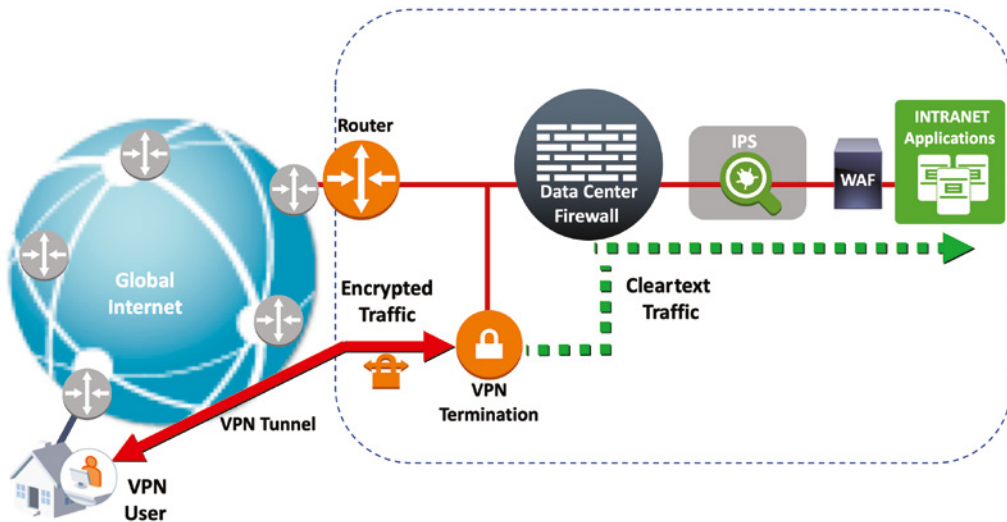 Router
Data Center
Firewall
IPS
WAF
INTRANET
Applications
Global
Internet
Encrypted
Traffic
Cleartext
Traffic
VPN
Termination
VPN Tunnel
VPN
User